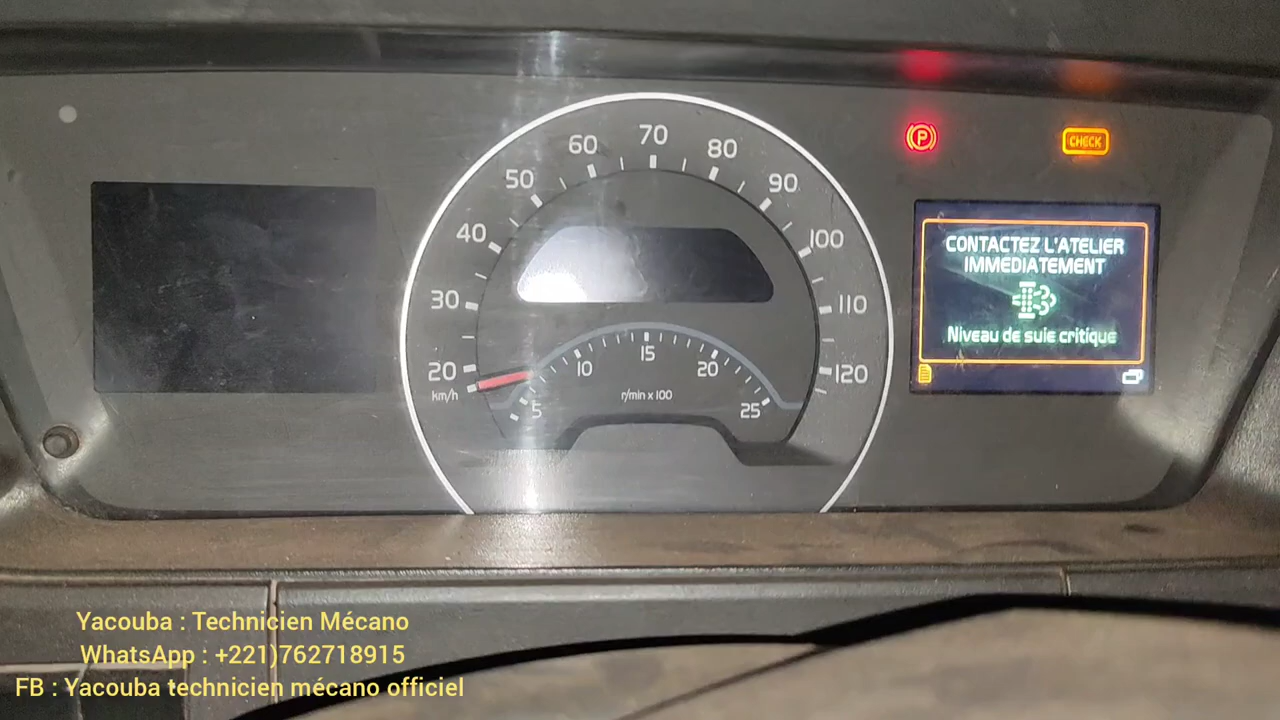 20
30
40
50
60
70
80
90
100
110
120
km/h
5
10
15
20
25
r/min x 100
P
CHECK
CONTACTEZ L'ATELIER
IMMEDIATEMENT
Niveau de suie critique
Yacouba : Technicien Mécano
WhatsApp : +221)762718915
FB : Yacouba technicien mécano officiel